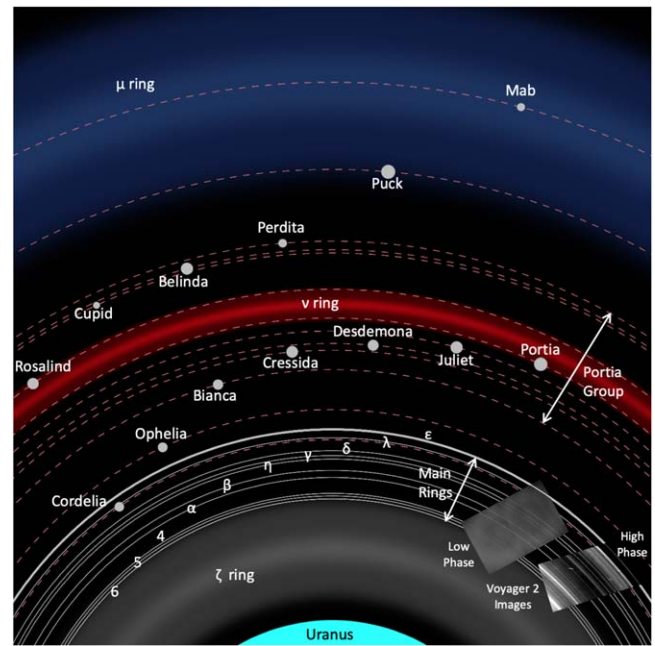 μ ring
Mab
Puck
Perdita
Belinda
Cupid
ν ring
Desdemona
Rosalind
Cressida
Juliet
Portia
Portia
Group
Bianca
Ophelia
ε
λ
δ
γ
η
Main
Rings
β
Cordelia
α
4
High
Phase
Low
Phase
5
ζ ring
Voyager 2
Images
6
Uranus